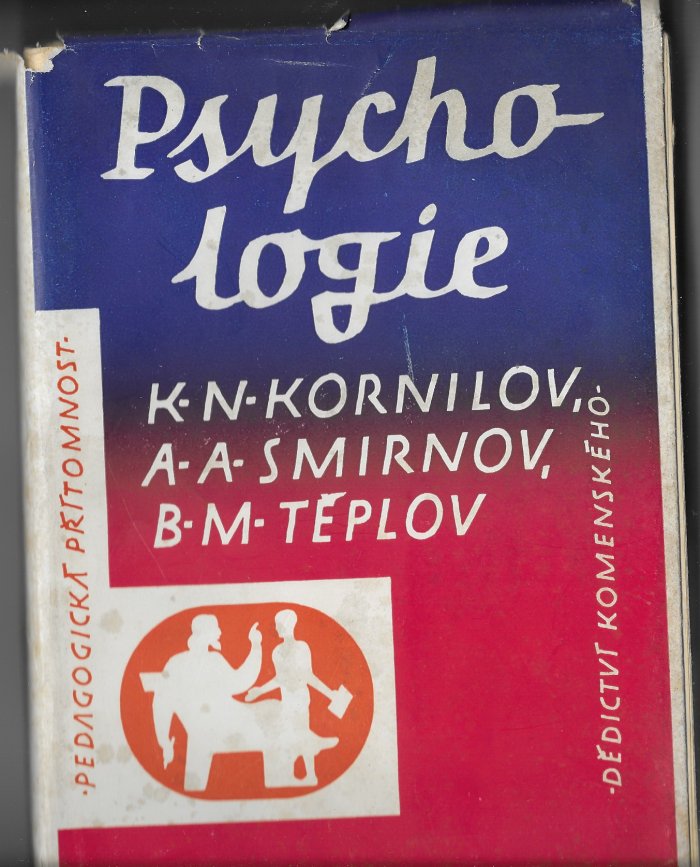 Psycho
logie
K·N·KORNILOV,
A·A·SMIRNOV,
B·M·TĚPLOV
·PEDAGOGICKÁ PŘÍTOMNOST·
·DĚDICTVÍ KOMENSKÉHO·